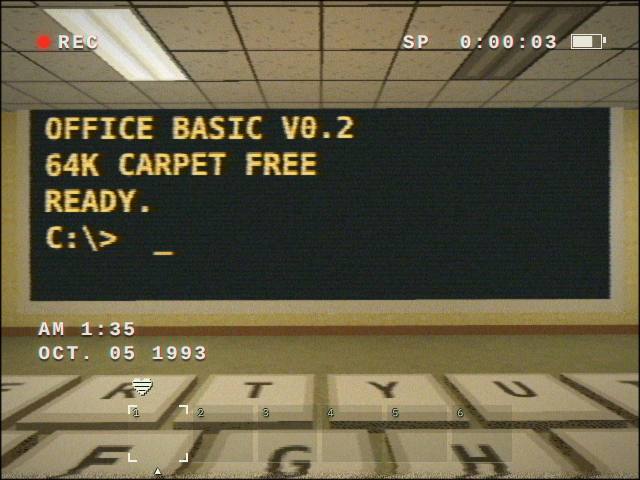 REC
SP 0:00:03
OFFICE BASIC V0.2
64K CARPET FREE
READY.
C:\> _
AM 1:35
OCT. 05 1993
R T Y U
1 2 3 4 5 6
F G H